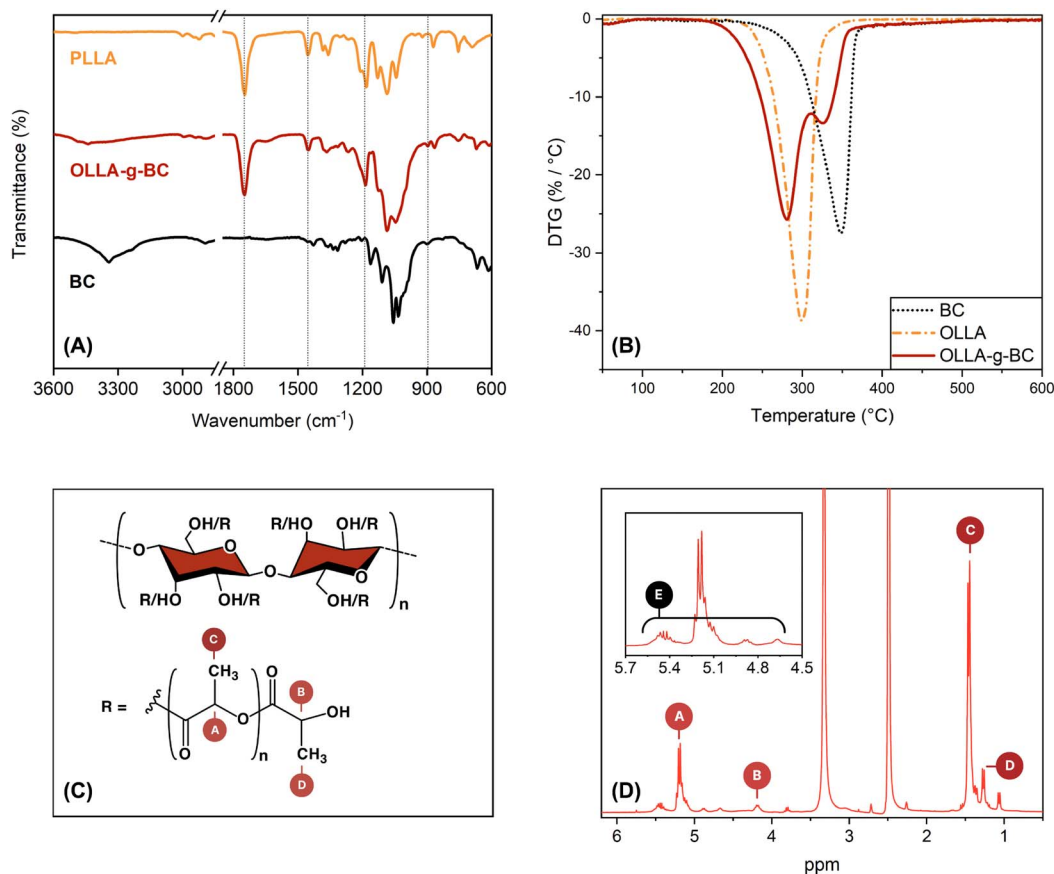 PLLA
OLLA-g-BC
BC
Transmittance (%)
(A)
3600 3300 3000 1800 1500 1200 900 600
Wavenumber (cm-1)
0
-10
-20
-30
-40
DTG (% / °C)
BC
OLLA
OLLA-g-BC
(B)
100 200 300 400 500 600
Temperature (°C)
OH/R R/HO OH/R
O O O O
R/HO OH/R OH/R n
C
CH3 O B
R = O OH
O A n CH3
D
(C)
E
5.7 5.4 5.1 4.8 4.5
A
B
C
D
(D)
6 5 4 3 2 1
ppm